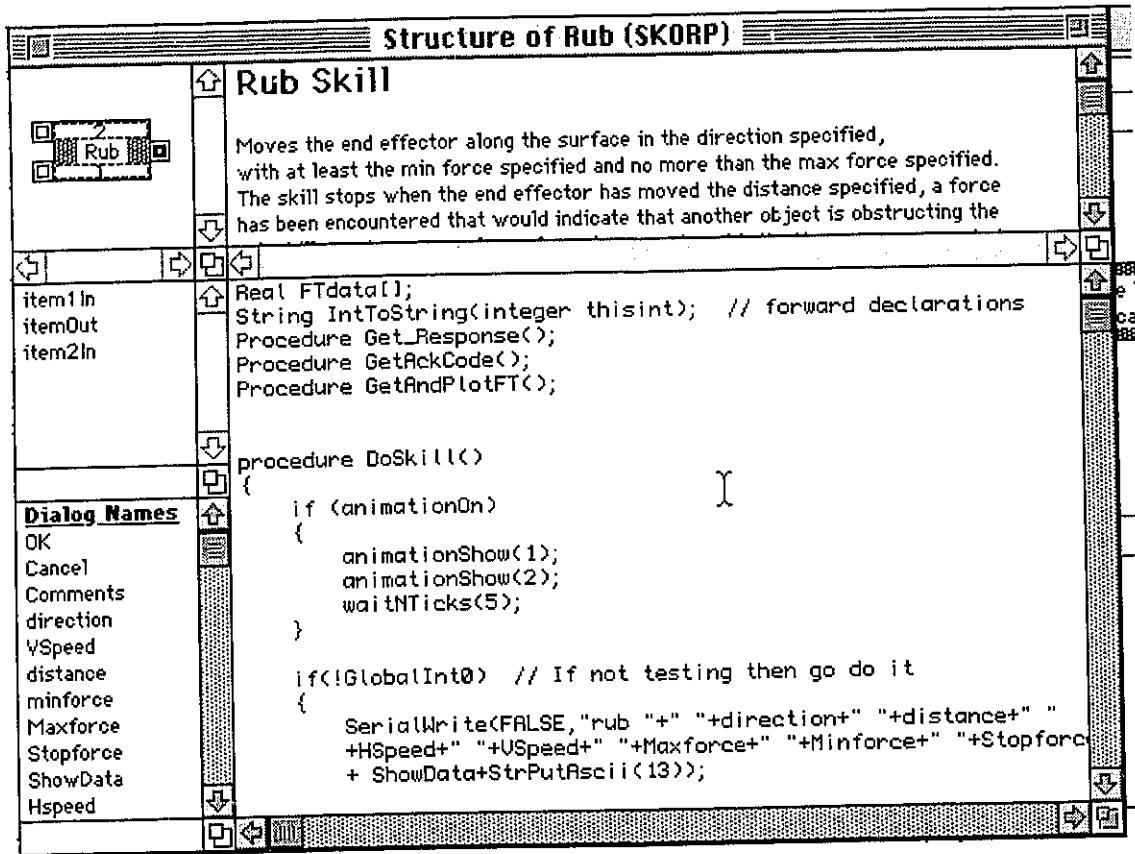 Structure of Rub (SKORP)
2
Rub
1
Rub Skill
Moves the end effector along the surface in the direction specified,
with at least the min force specified and no more than the max force specified.
The skill stops when the end effector has moved the distance specified, a force
has been encountered that would indicate that another object is obstructing the
item1In
itemOut
item2In
Dialog Names
OK
Cancel
Comments
direction
VSpeed
distance
minforce
Maxforce
Stopforce
ShowData
Hspeed
Real FTdata[];
String IntToString(integer thisint);  // forward declarations
Procedure Get_Response();
Procedure GetAckCode();
Procedure GetAndPlotFT();
procedure DoSkill()
{
if (animationOn)
{
animationShow(1);
animationShow(2);
waitNTicks(5);
}
if(!GlobalInt0)  // If not testing then go do it
{
SerialWrite(FALSE,"rub "+" "+direction+" "+distance+" "
+HSpeed+" "+VSpeed+" "+Maxforce+" "+Minforce+" "+Stopforc
+ ShowData+StrPutAscii(13));